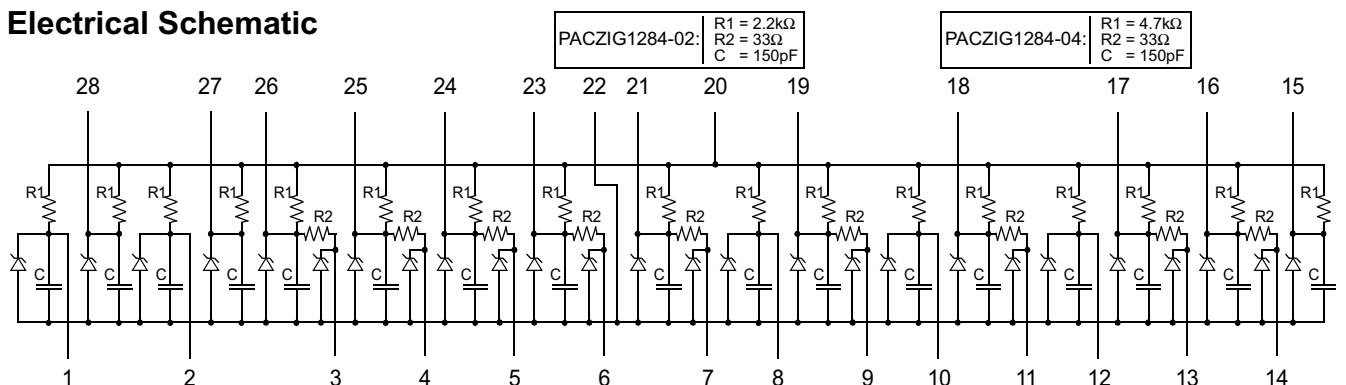 Electrical Schematic
PACZIG1284-02: R1 = 2.2kΩ
R2 = 33Ω
C = 150pF
PACZIG1284-04: R1 = 4.7kΩ
R2 = 33Ω
C = 150pF
28 27 26 25 24 23 22 21 20 19 18 17 16 15
R1 R1 R1 R1 R1 R1 R1 R1 R1 R1 R1 R1 R1 R1 R1 R1 R1
R2 R2 R2 R2 R2 R2 R2 R2 R2
C C C C C C C C C C C C C C C C C
1 2 3 4 5 6 7 8 9 10 11 12 13 14